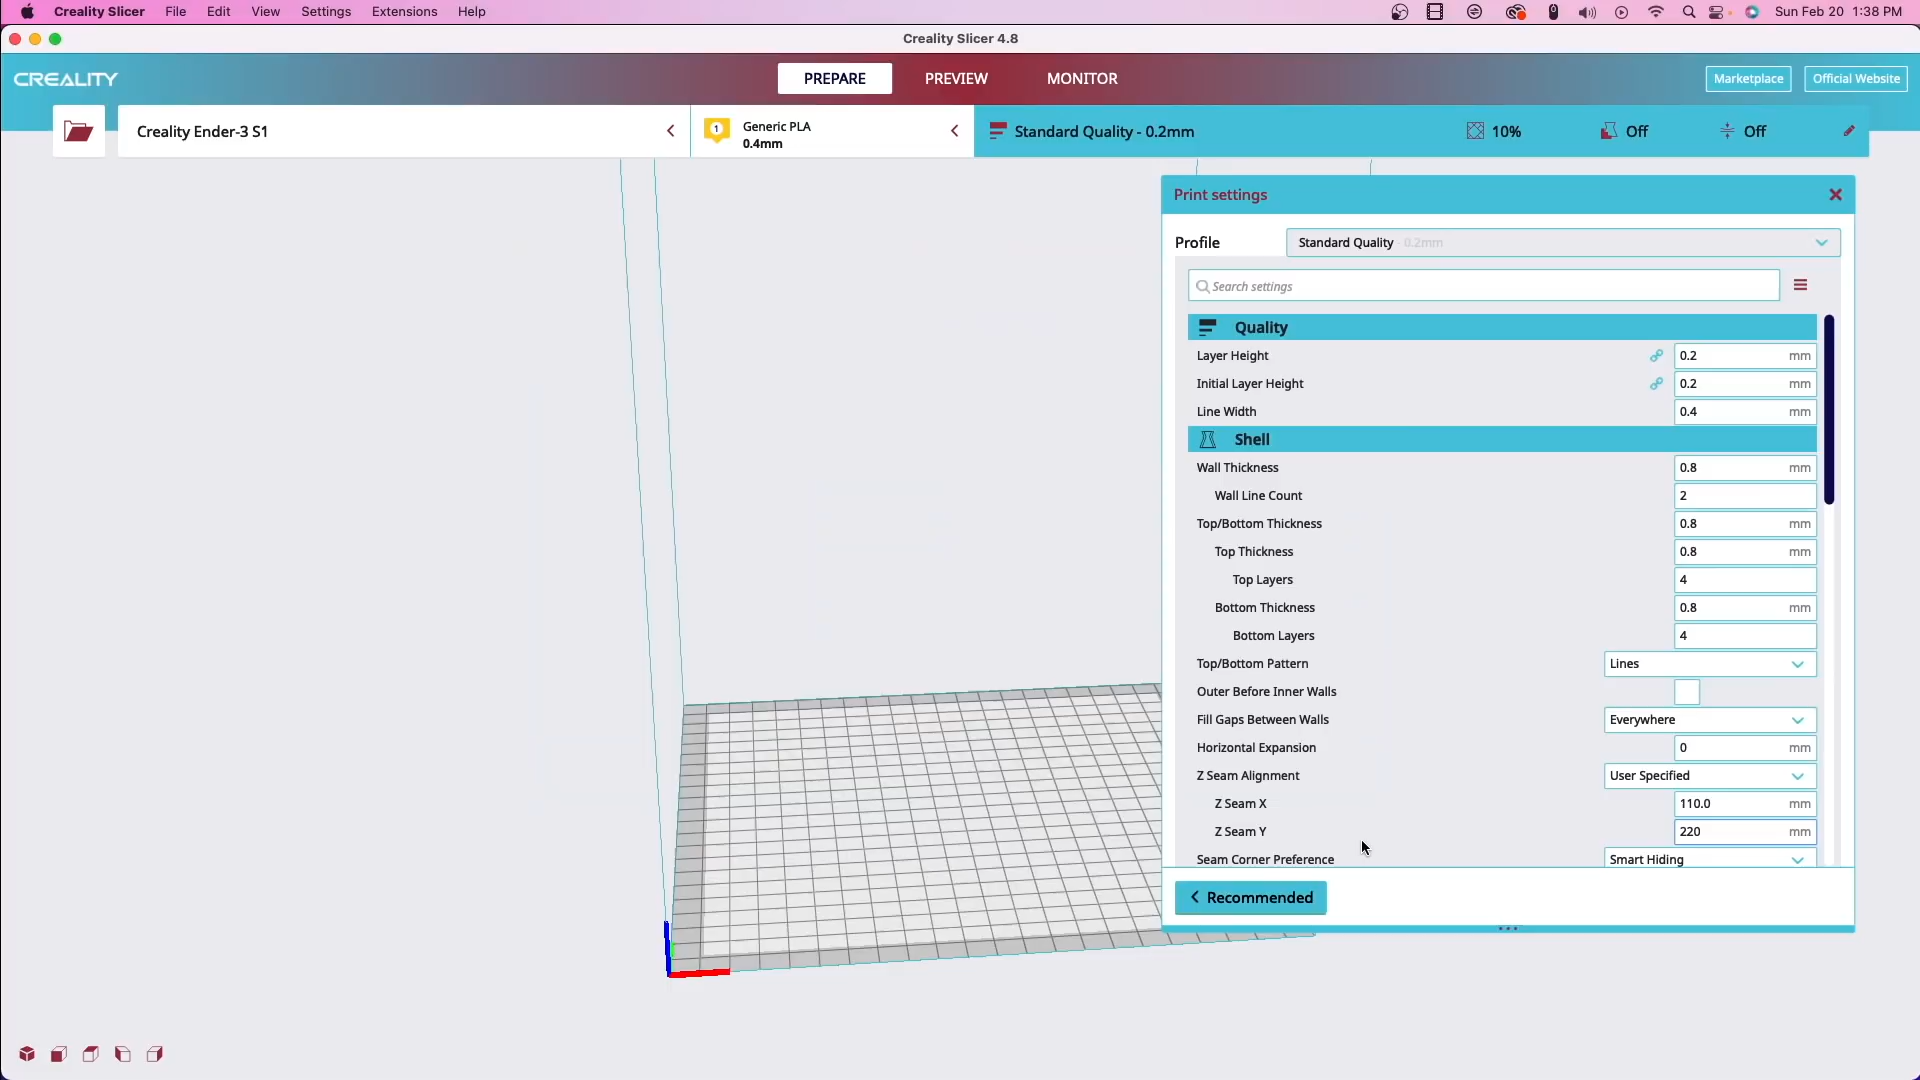 Creality Slicer File Edit View Settings Extensions Help Sun Feb 20 1:38 PM
Creality Slicer 4.8
CREALITY PREPARE PREVIEW MONITOR Marketplace Official Website
Creality Ender-3 S1 1 Generic PLA Standard Quality - 0.2mm 10% Off Off
0.4mm
Print settings
Profile Standard Quality - 0.2mm
Search settings
Quality
Layer Height 0.2 mm
Initial Layer Height 0.2 mm
Line Width 0.4 mm
Shell
Wall Thickness 0.8 mm
Wall Line Count 2
Top/Bottom Thickness 0.8 mm
Top Thickness 0.8 mm
Top Layers 4
Bottom Thickness 0.8 mm
Bottom Layers 4
Top/Bottom Pattern Lines
Outer Before Inner Walls
Fill Gaps Between Walls Everywhere
Horizontal Expansion 0 mm
Z Seam Alignment User Specified
Z Seam X 110.0 mm
Z Seam Y 220 mm
Seam Corner Preference Smart Hiding
Recommended